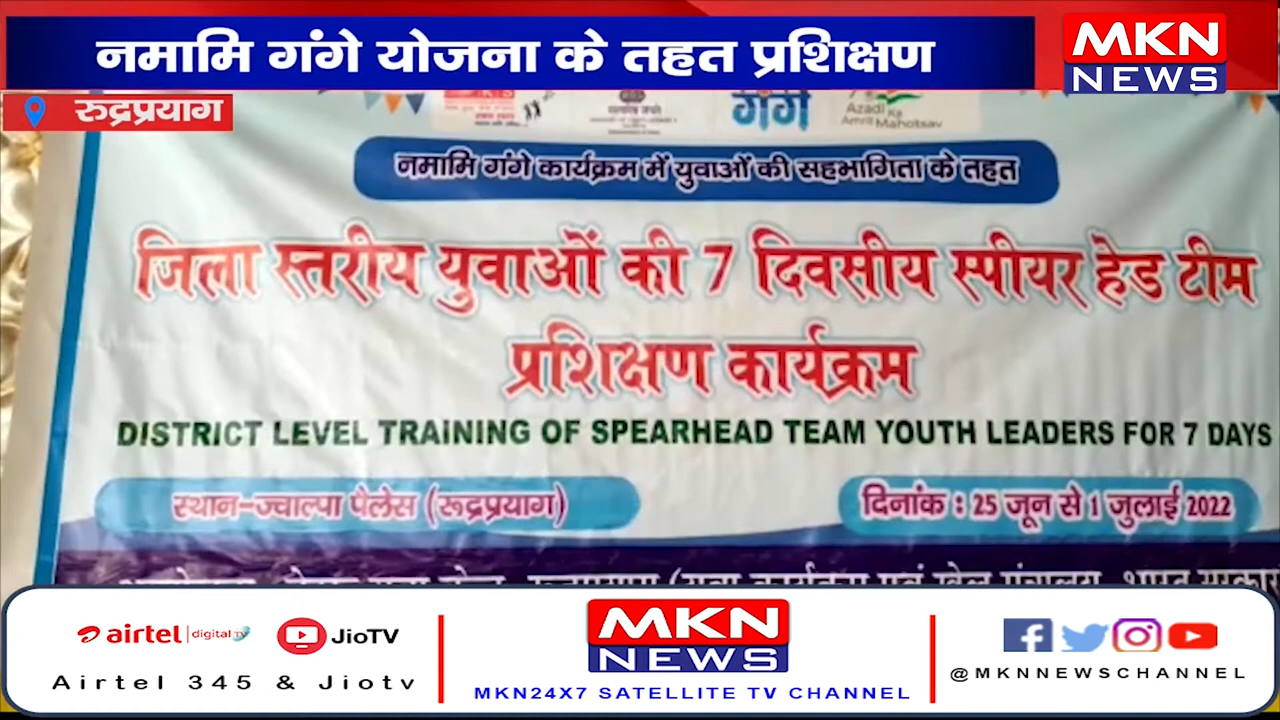 नमामि गंगे योजना के तहत प्रशिक्षण
MKN
NEWS
रुद्रप्रयाग
गंगे
Azadi Ka
Amrit Mahotsav
नमामि गंगे कार्यक्रम में युवाओं की सहभागिता के तहत
जिला स्तरीय युवाओं की 7 दिवसीय स्पीयर हेड टीम
प्रशिक्षण कार्यक्रम
DISTRICT LEVEL TRAINING OF SPEARHEAD TEAM YOUTH LEADERS FOR 7 DAYS
स्थान-ज्वाल्पा पैलेस (रूद्रप्रयाग)
दिनांक : 25 जून से 1 जुलाई 2022
airtel digital TV
JioTV
Airtel 345 & Jiotv
MKN
NEWS
MKN24X7 SATELLITE TV CHANNEL
@MKNNEWSCHANNEL